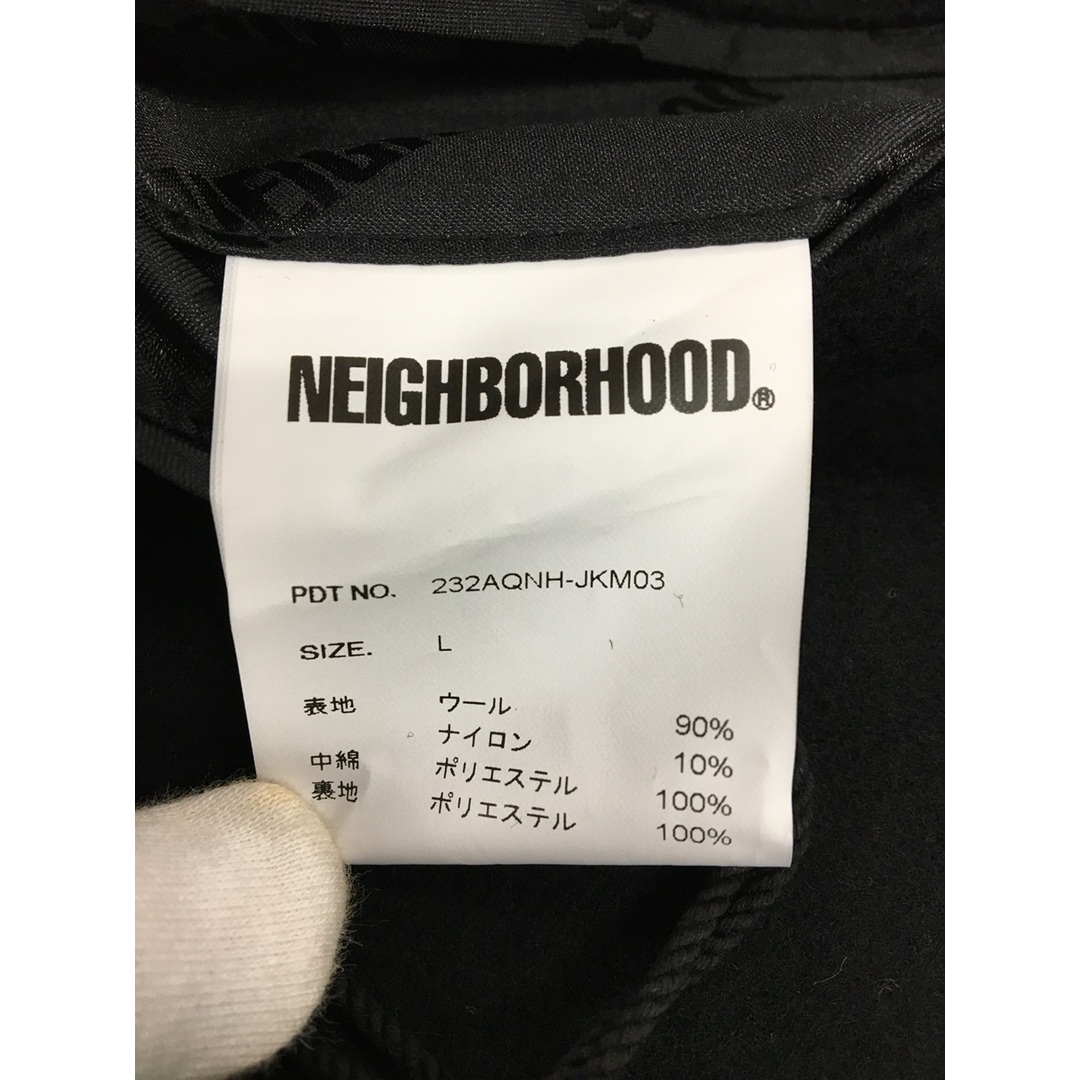 NEIGHBORHOOD®
PDT NO. 232AQNH-JKM03
SIZE. L
表地 ウール 90%
ナイロン 10%
中綿 ポリエステル 100%
裏地 ポリエステル 100%